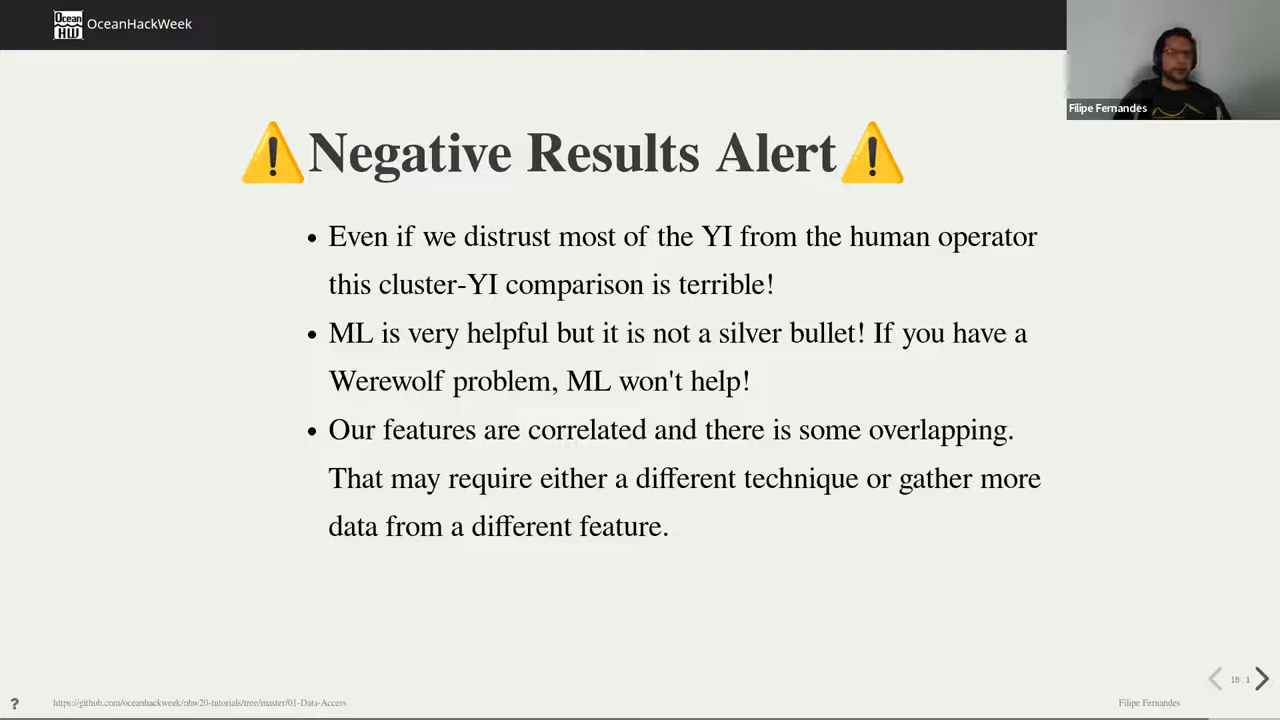 Ocean
HW
OceanHackWeek
Filipe Fernandes
⚠️Negative Results Alert⚠️
• Even if we distrust most of the YI from the human operator
this cluster-YI comparison is terrible!
• ML is very helpful but it is not a silver bullet! If you have a
Werewolf problem, ML won't help!
• Our features are correlated and there is some overlapping.
That may require either a different technique or gather more
data from a different feature.
18.1
?
https://github.com/oceanhackweek/ohw20-tutorials/tree/master/01-Data-Access
Filipe Fernandes